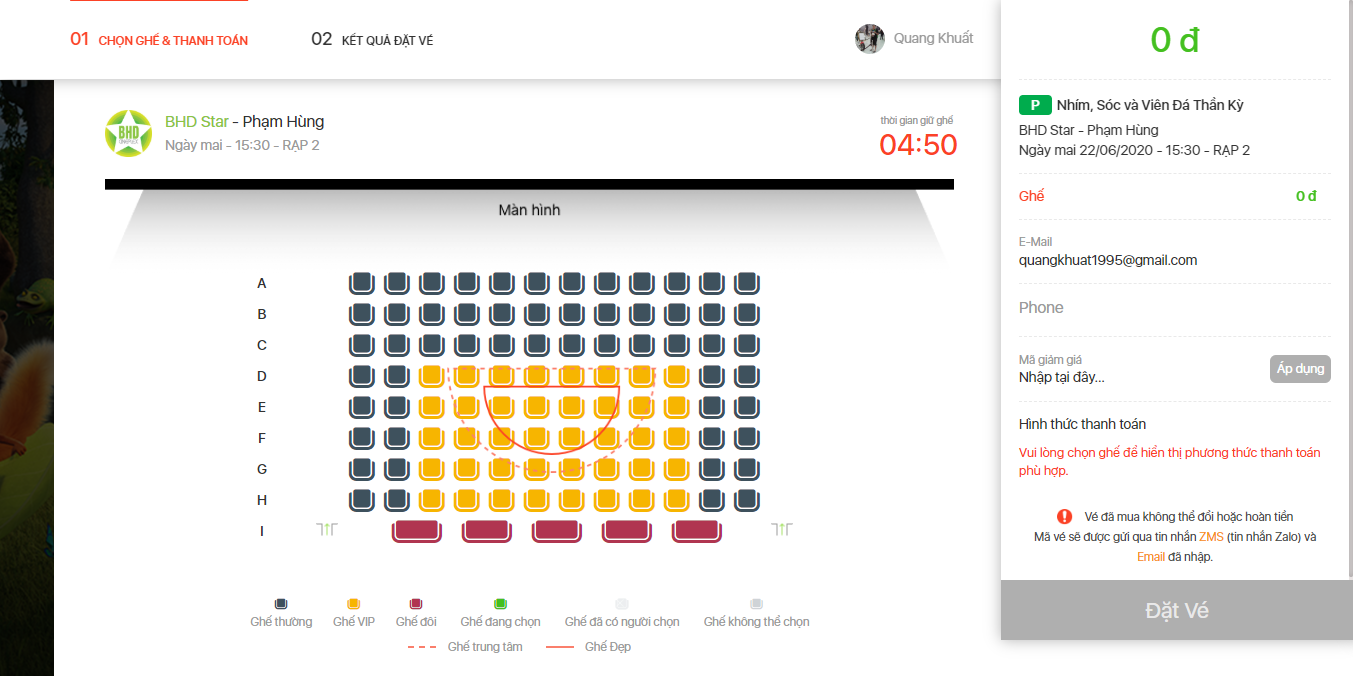 01 CHỌN GHẾ & THANH TOÁN
02 KẾT QUẢ ĐẶT VÉ
Quang Khuất
BHD
BHD Star - Phạm Hùng
Ngày mai - 15:30 - RẠP 2
thời gian giữ ghế
04:50
Màn hình
A
B
C
D
E
F
G
H
I
Ghế thường
Ghế VIP
Ghế đôi
Ghế đang chọn
Ghế đã có người chọn
Ghế không thể chọn
Ghế trung tâm
Ghế Đẹp
0 đ
P Nhím, Sóc và Viên Đá Thần Kỳ
BHD Star - Phạm Hùng
Ngày mai 22/06/2020 - 15:30 - RẠP 2
Ghế 0 đ
E-Mail
quangkhuat1995@gmail.com
Phone
Mã giảm giá
Nhập tại đây...
Áp dụng
Hình thức thanh toán
Vui lòng chọn ghế để hiển thị phương thức thanh toán
phù hợp.
Vé đã mua không thể đổi hoặc hoàn tiền
Mã vé sẽ được gửi qua tin nhắn ZMS (tin nhắn Zalo) và
Email đã nhập.
Đặt Vé